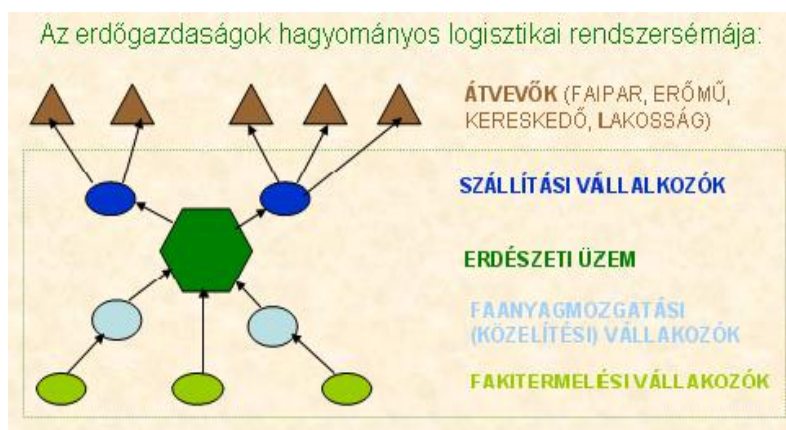 Az erdőgazdaságok hagyományos logisztikai rendszersémája:
ÁTVEVŐK (FAIPAR, ERŐMŰ,
KERESKEDŐ, LAKOSSÁG)
SZÁLLÍTÁSI VÁLLALKOZÓK
ERDÉSZETI ÜZEM
FAANYAGMOZGATÁSI
(KÖZELÍTÉSI) VÁLLAKOZÓK
FAKITERMELÉSI VÁLLAKOZÓK